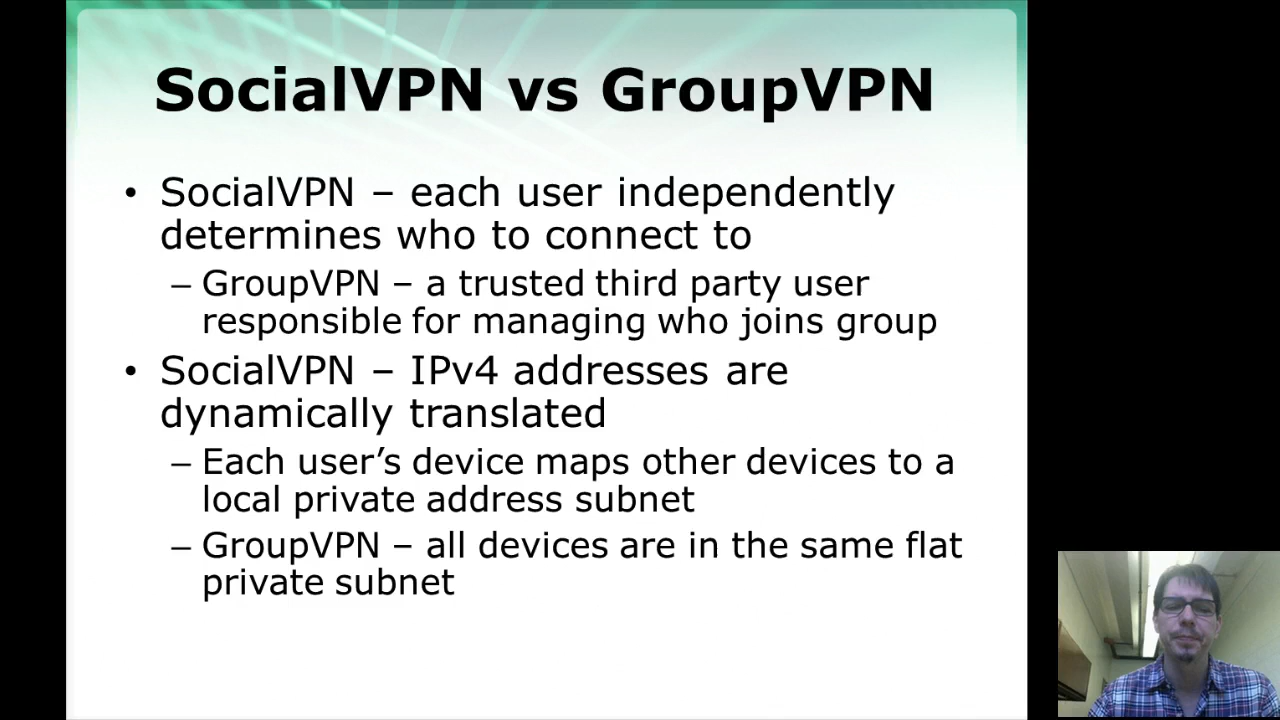 SocialVPN vs GroupVPN
• SocialVPN – each user independently
determines who to connect to
– GroupVPN – a trusted third party user
responsible for managing who joins group
• SocialVPN – IPv4 addresses are
dynamically translated
– Each user’s device maps other devices to a
local private address subnet
– GroupVPN – all devices are in the same flat
private subnet